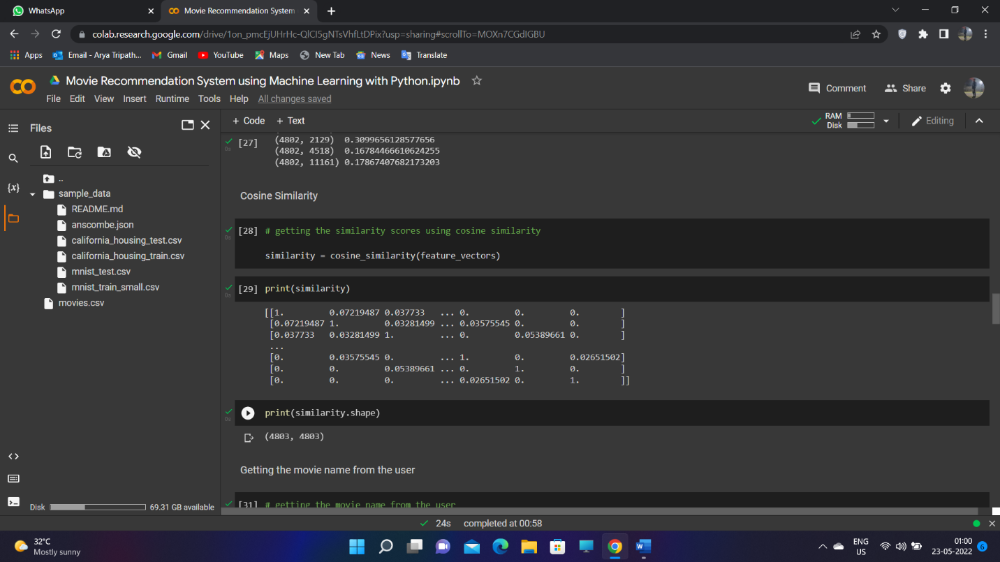 WhatsApp
Movie Recommendation System
colab.research.google.com/drive/1on_pmcEjUHrHc-QlCI5gNTsVhfLtDPix?usp=sharing#scrollTo=MOXn7CGdIGBU
Apps Email - Arya Tripath... Gmail YouTube Maps New Tab News Translate
Movie Recommendation System using Machine Learning with Python.ipynb
File Edit View Insert Runtime Tools Help All changes saved
Comment Share
Files
+ Code + Text
RAM
Disk
Editing
..
sample_data
README.md
anscombe.json
california_housing_test.csv
california_housing_train.csv
mnist_test.csv
mnist_train_small.csv
movies.csv
Disk 69.31 GB available
{x}
0s
[27] (4802, 2129) 0.3099656128577656
(4802, 4518) 0.16784466610624255
(4802, 11161) 0.17867407682173203
Cosine Similarity
0s
[28] # getting the similarity scores using cosine similarity
similarity = cosine_similarity(feature_vectors)
0s
[29] print(similarity)
[[1. 0.07219487 0.037733 ... 0. 0. 0. ]
[0.07219487 1. 0.03281499 ... 0.03575545 0. 0. ]
[0.037733 0.03281499 1. ... 0. 0.05389661 0. ]
...
[0. 0.03575545 0. ... 1. 0. 0.02651502]
[0. 0. 0.05389661 ... 0. 1. 0. ]
[0. 0. 0. ... 0.02651502 0. 1. ]]
0s
print(similarity.shape)
(4803, 4803)
Getting the movie name from the user
[31] # getting the movie name from the user
24s completed at 00:58
32°C
Mostly sunny
ENG
US
01:00
23-05-2022
6